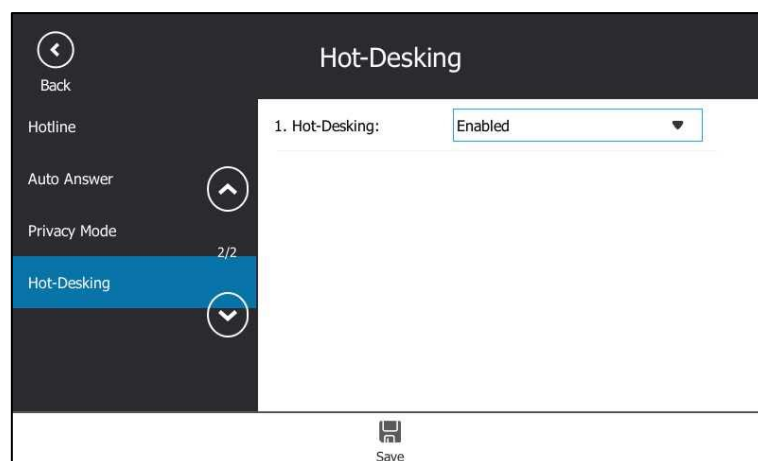 Hot-Desking
Back
Hotline
1. Hot-Desking: Enabled
Auto Answer
Privacy Mode
2/2
Hot-Desking
Save